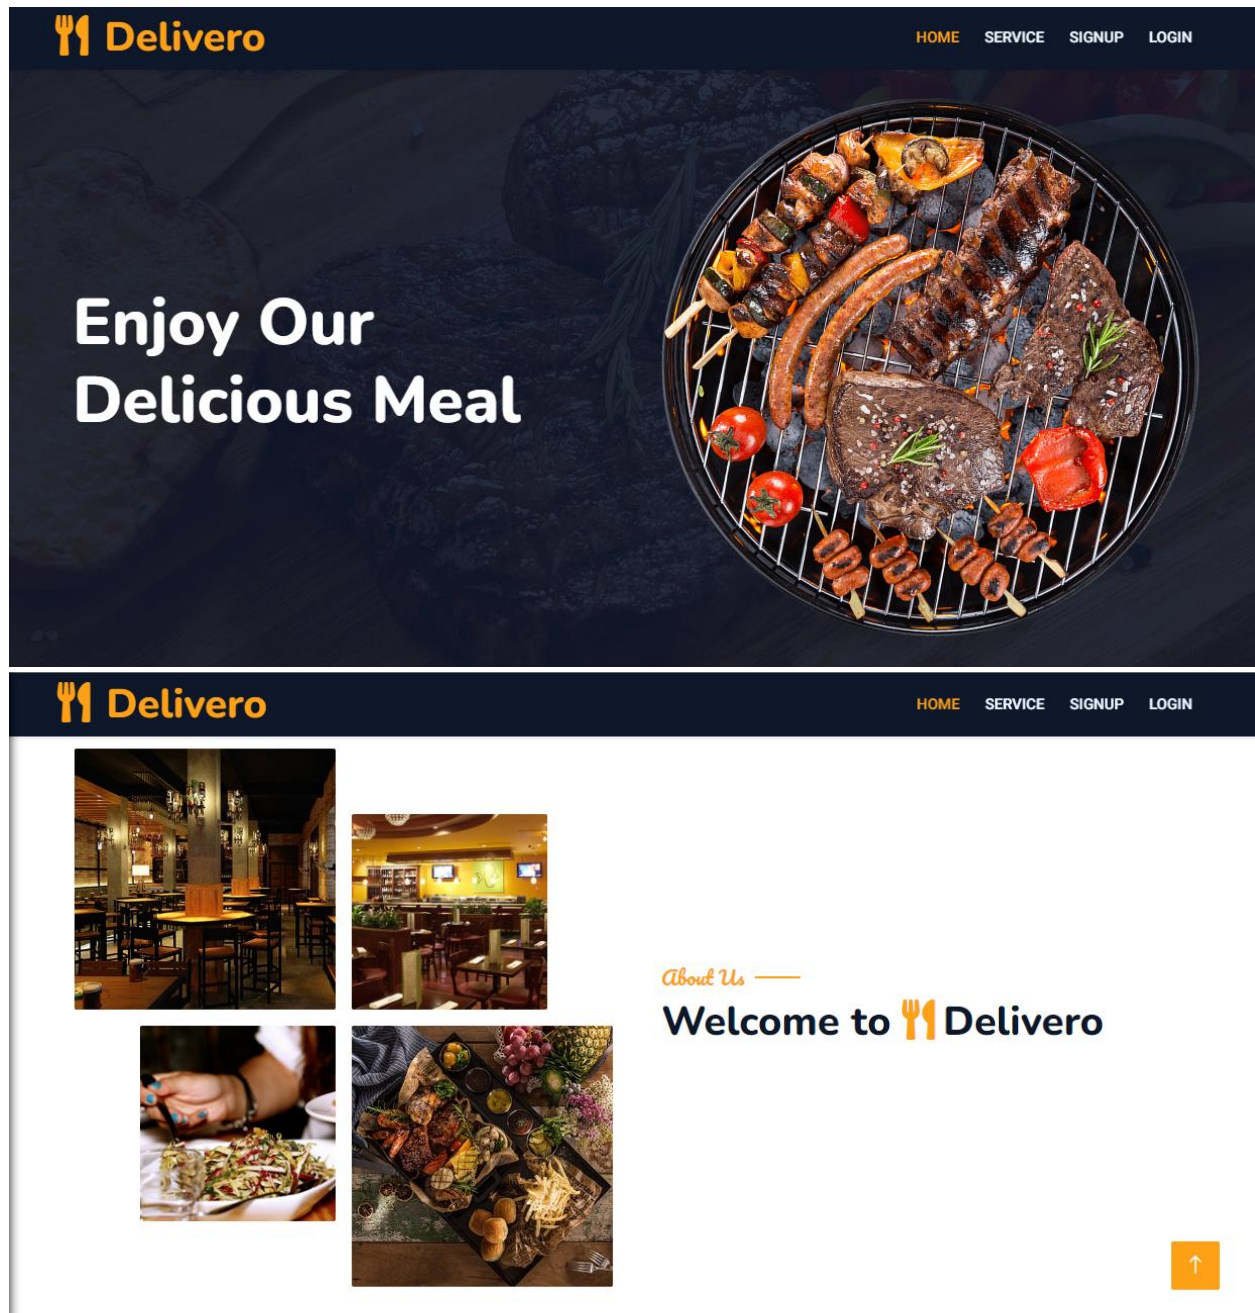 Delivero
HOME SERVICE SIGNUP LOGIN
Enjoy Our
Delicious Meal
Delivero
HOME SERVICE SIGNUP LOGIN
About Us
Welcome to Delivero